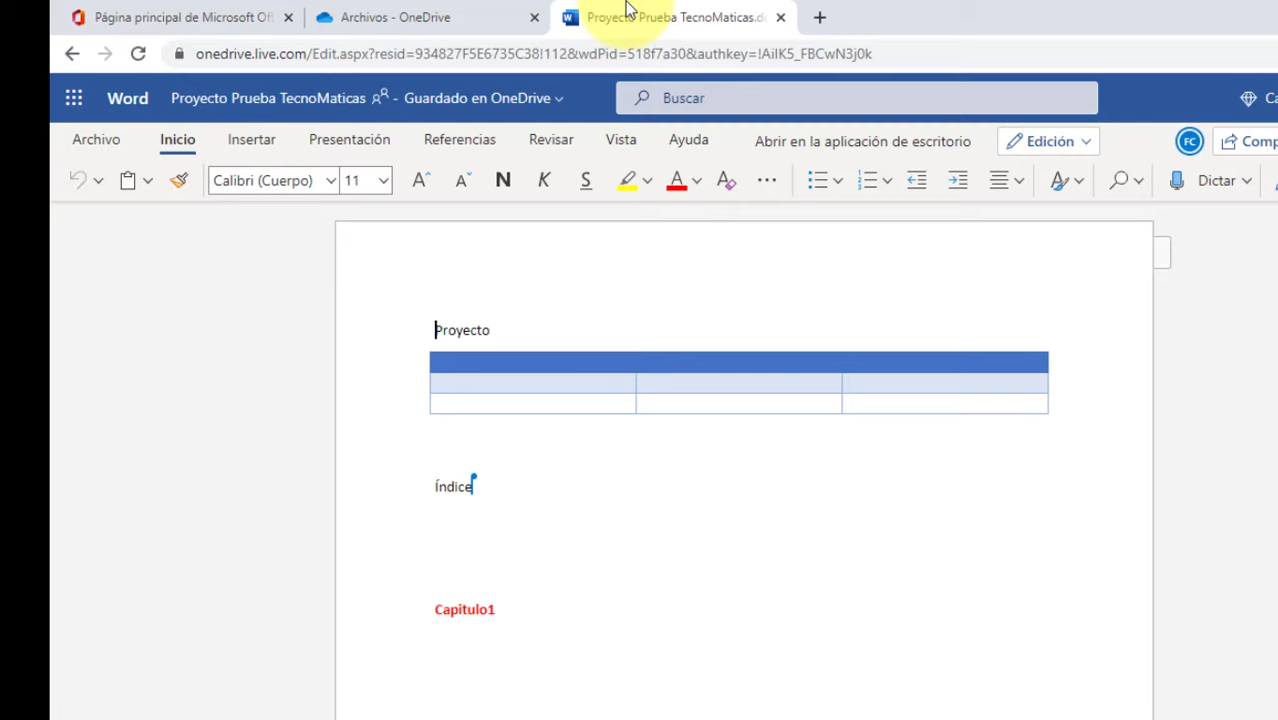 Página principal de Microsoft Of
Archivos - OneDrive
Proyecto Prueba TecnoMaticas.d
onedrive.live.com/Edit.aspx?resid=934827F5E6735C38!112&wdPid=518f7a30&authkey=!AiIK5_FBCwN3j0k
Word
Proyecto Prueba TecnoMaticas - Guardado en OneDrive
Buscar
Ca
Archivo
Inicio
Insertar
Presentación
Referencias
Revisar
Vista
Ayuda
Abrir en la aplicación de escritorio
Edición
FC
Comp
Calibri (Cuerpo)
11
A
A
N
K
S
A
A
Dictar
Proyecto
Índice
Capitulo1